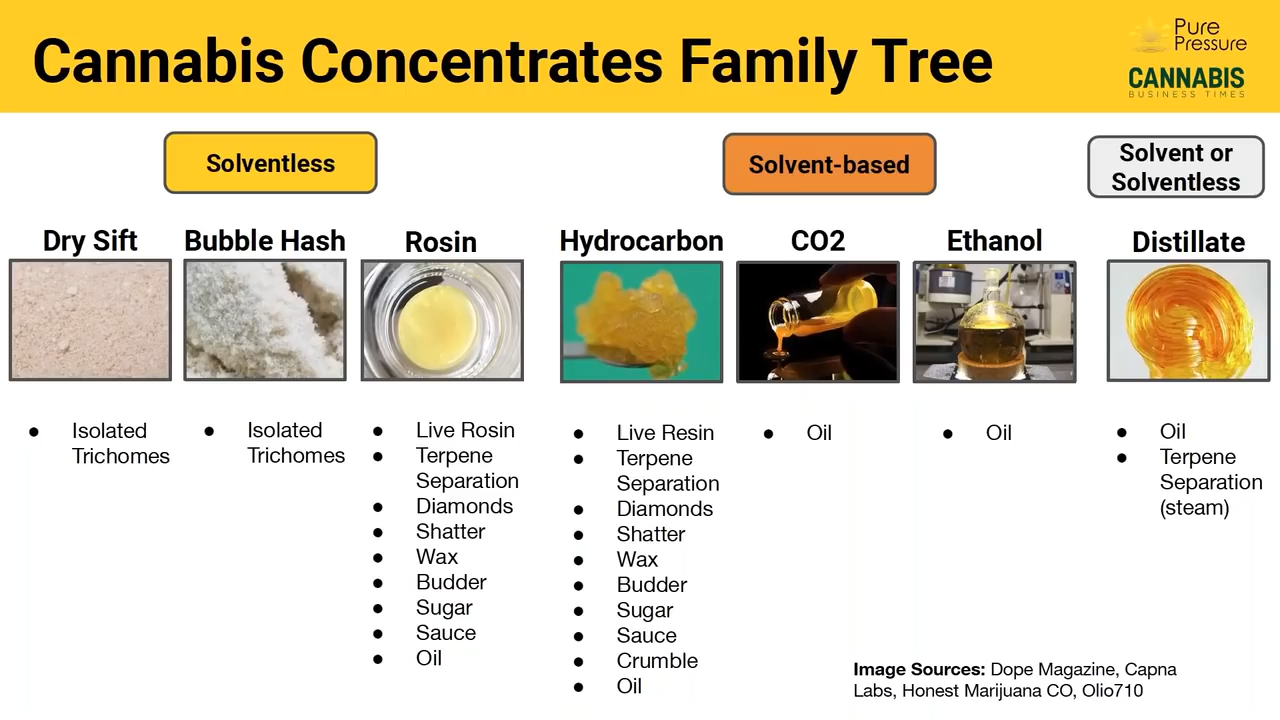 Cannabis Concentrates Family Tree
Pure
Pressure
CANNABIS
BUSINESS TIMES
Solventless
Solvent-based
Solvent or
Solventless
Dry Sift
Bubble Hash
Rosin
Hydrocarbon
CO2
Ethanol
Distillate
● Isolated
Trichomes
● Isolated
Trichomes
● Live Rosin
● Terpene
Separation
● Diamonds
● Shatter
● Wax
● Budder
● Sugar
● Sauce
● Oil
● Live Resin
● Terpene
Separation
● Diamonds
● Shatter
● Wax
● Budder
● Sugar
● Sauce
● Crumble
● Oil
● Oil
● Oil
● Oil
● Terpene
Separation
(steam)
Image Sources: Dope Magazine, Capna
Labs, Honest Marijuana CO, Olio710